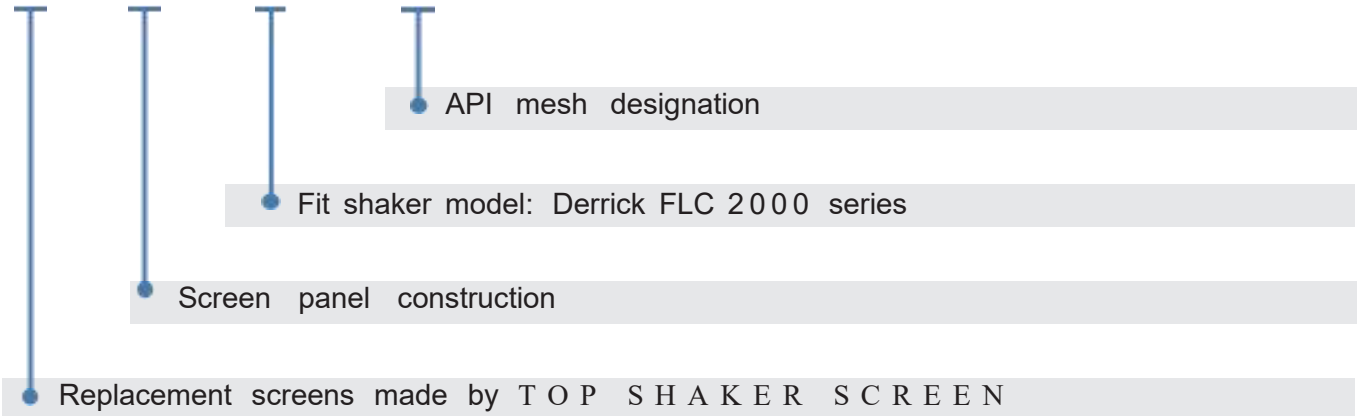 API mesh designation
Fit shaker model: Derrick FLC 2000 series
Screen panel construction
Replacement screens made by TOP SHAKER SCREEN